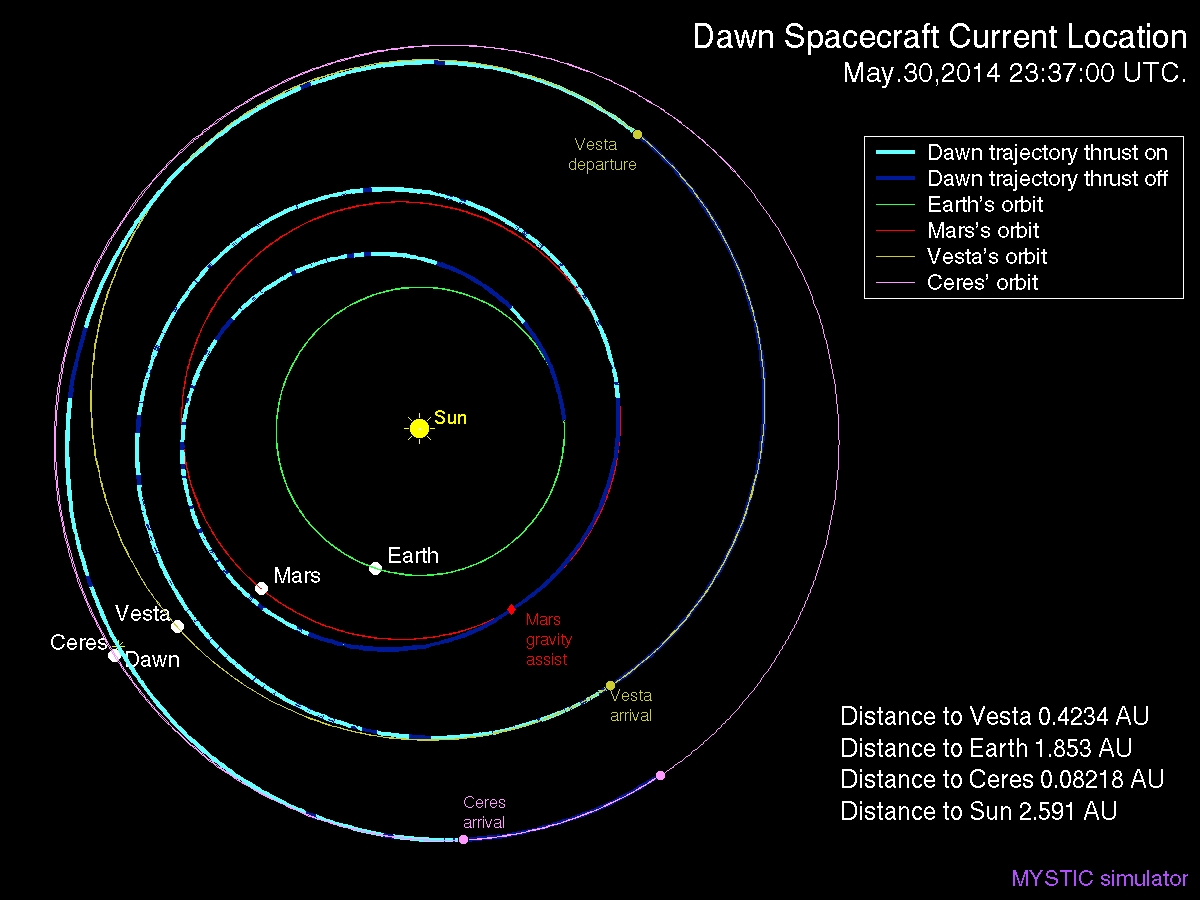 Dawn Spacecraft Current Location
May.30,2014 23:37:00 UTC.
Dawn trajectory thrust on
Dawn trajectory thrust off
Earth's orbit
Mars's orbit
Vesta's orbit
Ceres' orbit
Vesta
departure
Sun
Earth
Mars
Vesta
Ceres
Dawn
Mars
gravity
assist
Vesta
arrival
Ceres
arrival
Distance to Vesta 0.4234 AU
Distance to Earth 1.853 AU
Distance to Ceres 0.08218 AU
Distance to Sun 2.591 AU
MYSTIC simulator